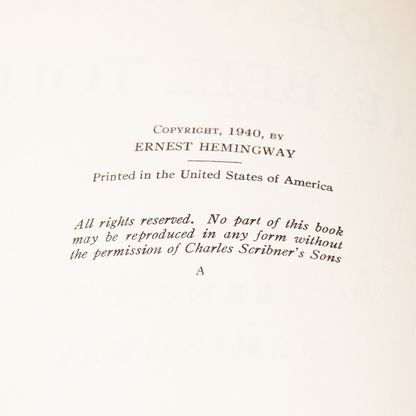 COPYRIGHT, 1940, BY
ERNEST HEMINGWAY
Printed in the United States of America
All rights reserved. No part of this book
may be reproduced in any form without
the permission of Charles Scribner's Sons
A